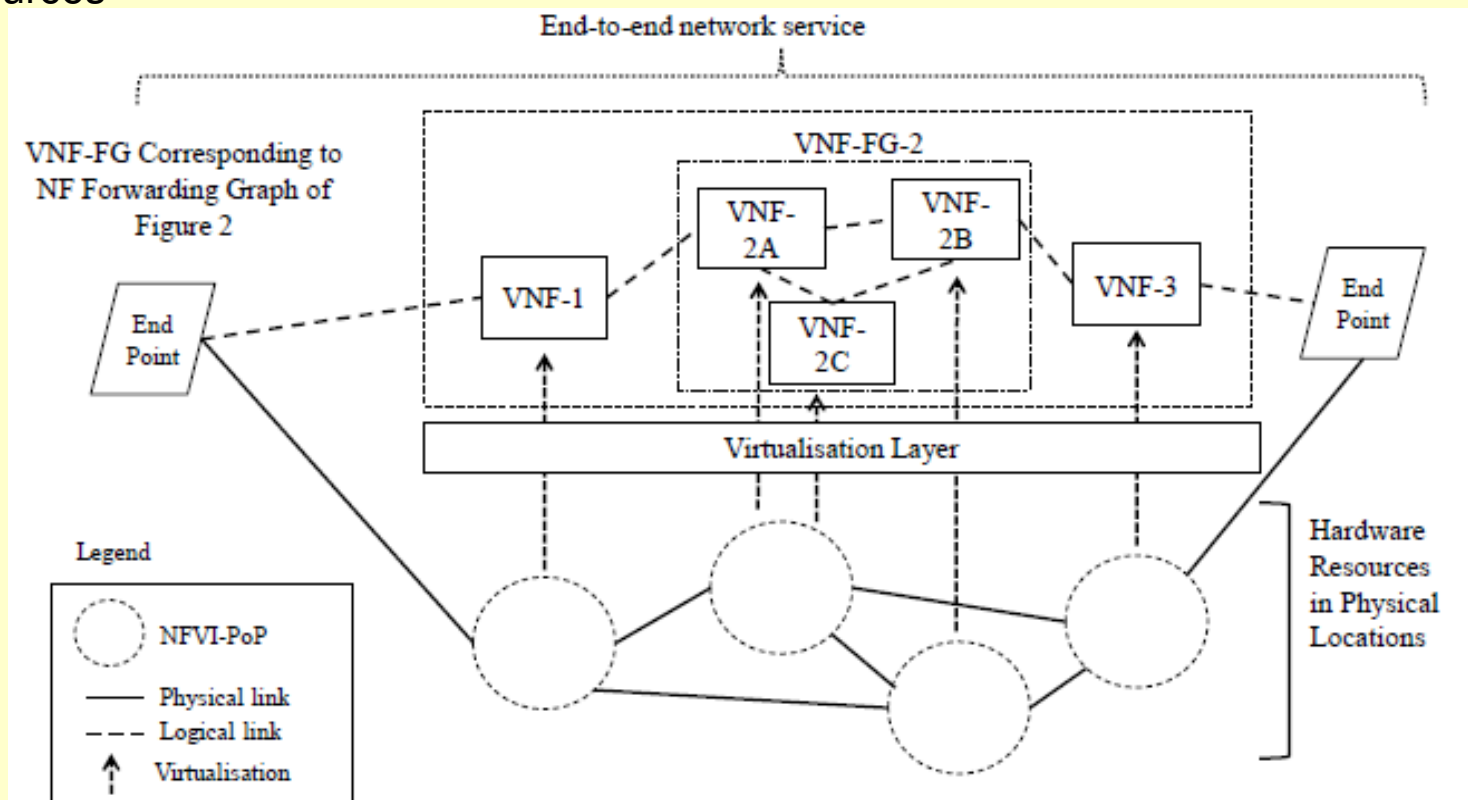 End-to-end network service
VNF-FG Corresponding to
NF Forwarding Graph of
Figure 2
VNF-FG-2
VNF-
2A
VNF-
2B
VNF-1
VNF-
2C
VNF-3
End
Point
End
Point
Virtualisation Layer
Hardware
Resources
in Physical
Locations
Legend
NFVI-PoP
Physical link
Logical link
Virtualisation